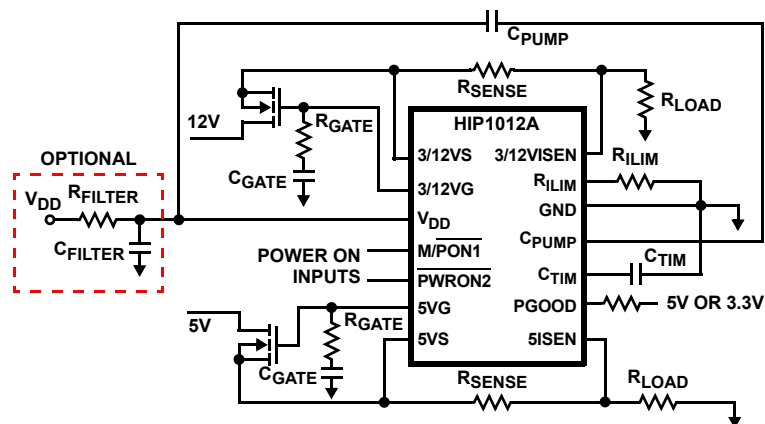 CPUMP
RSENSE
RLOAD
12V
RGATE
CGATE
HIP1012A
3/12VS
3/12VISEN
3/12VG
RILIM
RILIM
GND
VDD
CPUMP
M/PON1
CTIM
CTIM
PWRON2
5VG
PGOOD
5VS
5ISEN
OPTIONAL
VDD
RFILTER
CFILTER
POWER ON
INPUTS
5V OR 3.3V
5V
RGATE
CGATE
RSENSE
RLOAD